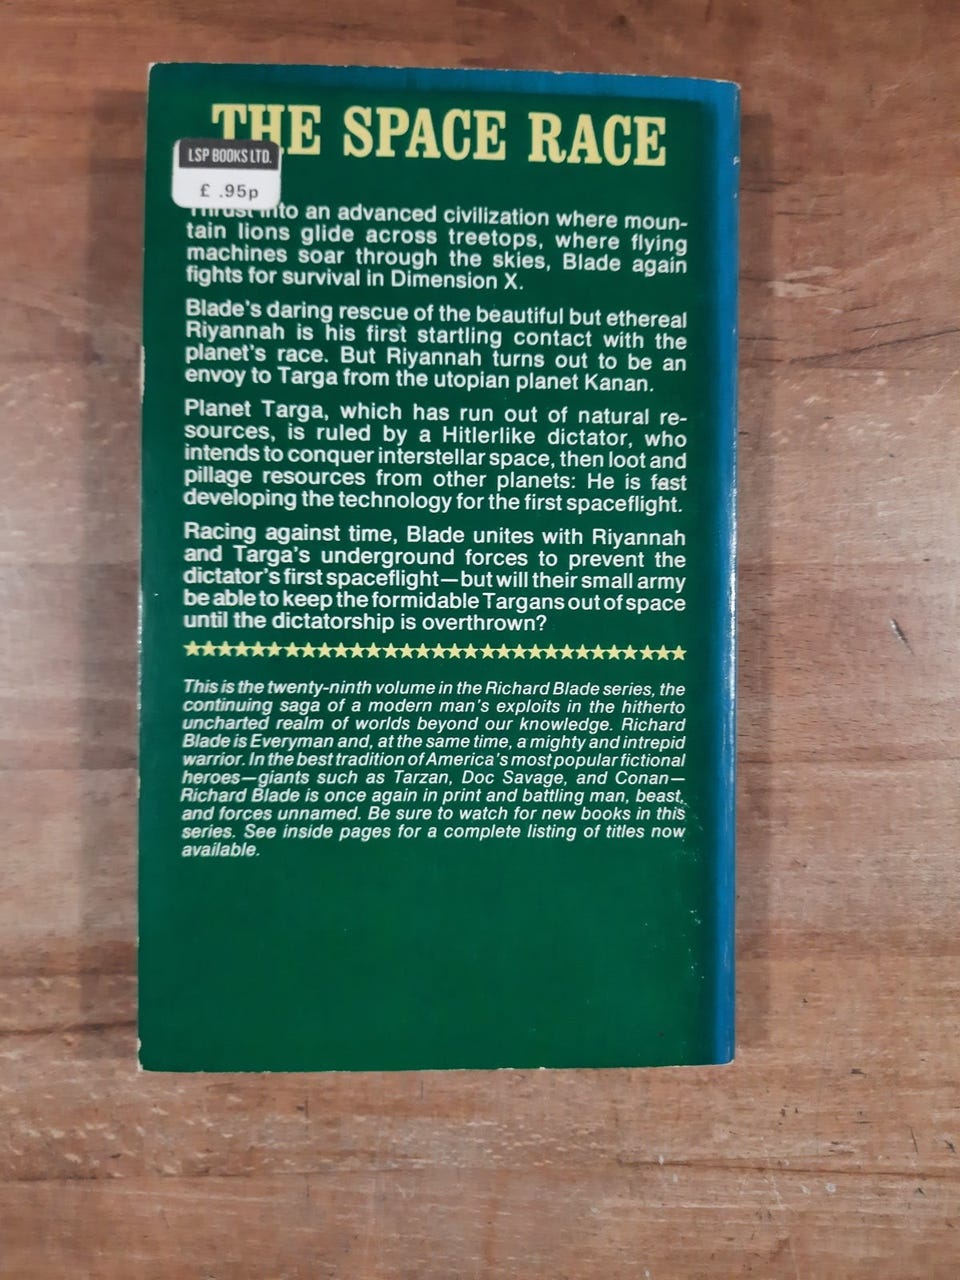 THE SPACE RACE
LSP BOOKS LTD.
£ .95p
Thrust into an advanced civilization where moun-
tain lions glide across treetops, where flying
machines soar through the skies, Blade again
fights for survival in Dimension X.
Blade's daring rescue of the beautiful but ethereal
Riyannah is his first startling contact with the
planet's race. But Riyannah turns out to be an
envoy to Targa from the utopian planet Kanan.
Planet Targa, which has run out of natural re-
sources, is ruled by a Hitlerlike dictator, who
intends to conquer interstellar space, then loot and
pillage resources from other planets: He is fast
developing the technology for the first spaceflight.
Racing against time, Blade unites with Riyannah
and Targa's underground forces to prevent the
dictator's first spaceflight—but will their small army
be able to keep the formidable Targans out of space
until the dictatorship is overthrown?
This is the twenty-ninth volume in the Richard Blade series, the
continuing saga of a modern man's exploits in the hitherto
uncharted realm of worlds beyond our knowledge. Richard
Blade is Everyman and, at the same time, a mighty and intrepid
warrior. In the best tradition of America's most popular fictional
heroes—giants such as Tarzan, Doc Savage, and Conan—
Richard Blade is once again in print and battling man, beast,
and forces unnamed. Be sure to watch for new books in this
series. See inside pages for a complete listing of titles now
available.